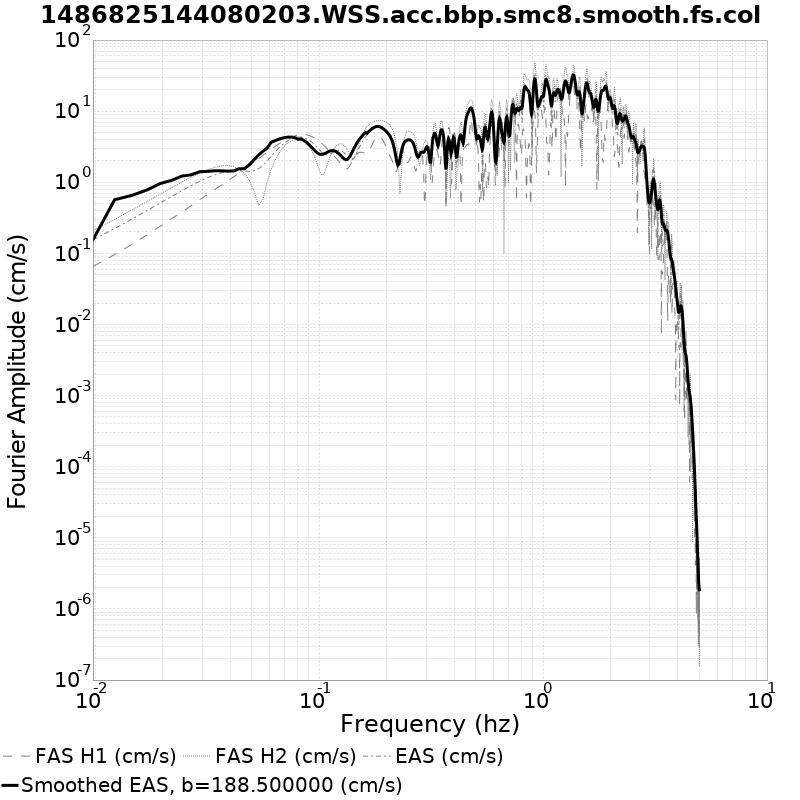 1486825144080203.WSS.acc.bbp.smc8.smooth.fs.col
10^2
10^1
10^0
10^-1
10^-2
10^-3
10^-4
10^-5
10^-6
10^-7
Fourier Amplitude (cm/s)
10^-2 10^-1 10^0 10^1
Frequency (hz)
FAS H1 (cm/s) FAS H2 (cm/s) EAS (cm/s)
Smoothed EAS, b=188.500000 (cm/s)